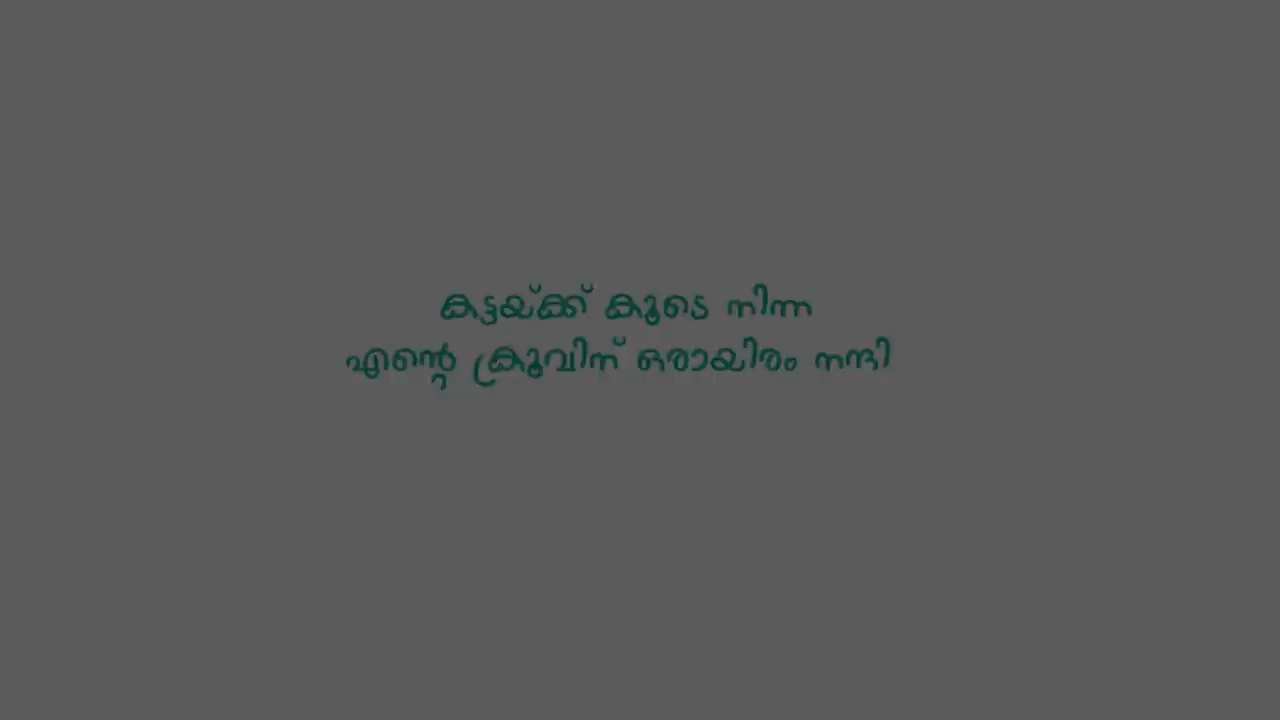 കട്ടയ്ക്ക് കൂടെ നിന്ന
എന്റെ ക്രൂവിന് ഒരായിരം നന്ദി